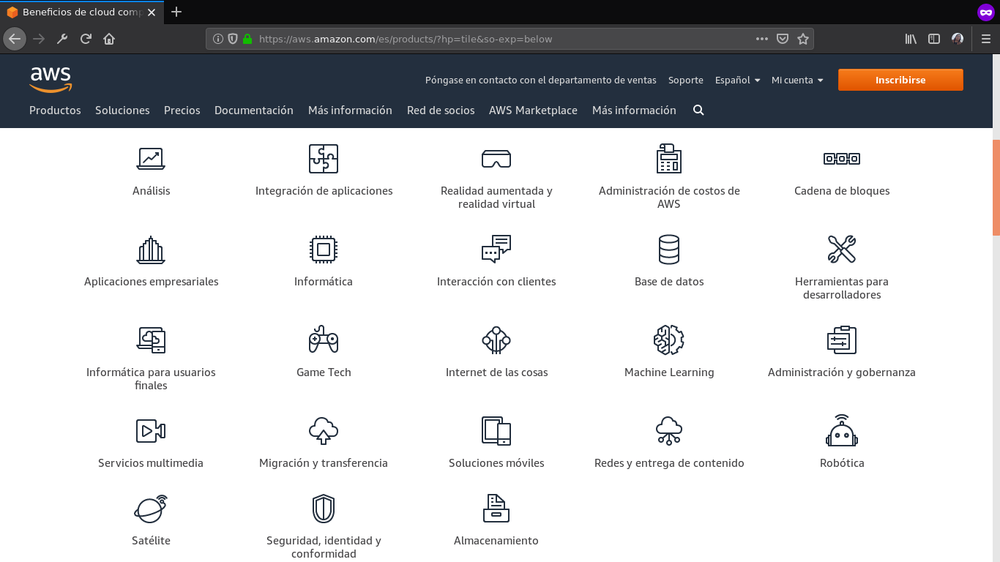 Beneficios de cloud comp
https://aws.amazon.com/es/products/?hp=tile&so-exp=below
aws
Póngase en contacto con el departamento de ventas Soporte Español Mi cuenta Inscribirse
Productos Soluciones Precios Documentación Más información Red de socios AWS Marketplace Más información
Análisis
Integración de aplicaciones
Realidad aumentada y
realidad virtual
Administración de costos de
AWS
Cadena de bloques
Aplicaciones empresariales
Informática
Interacción con clientes
Base de datos
Herramientas para
desarrolladores
Informática para usuarios
finales
Game Tech
Internet de las cosas
Machine Learning
Administración y gobernanza
Servicios multimedia
Migración y transferencia
Soluciones móviles
Redes y entrega de contenido
Robótica
Satélite
Seguridad, identidad y
conformidad
Almacenamiento